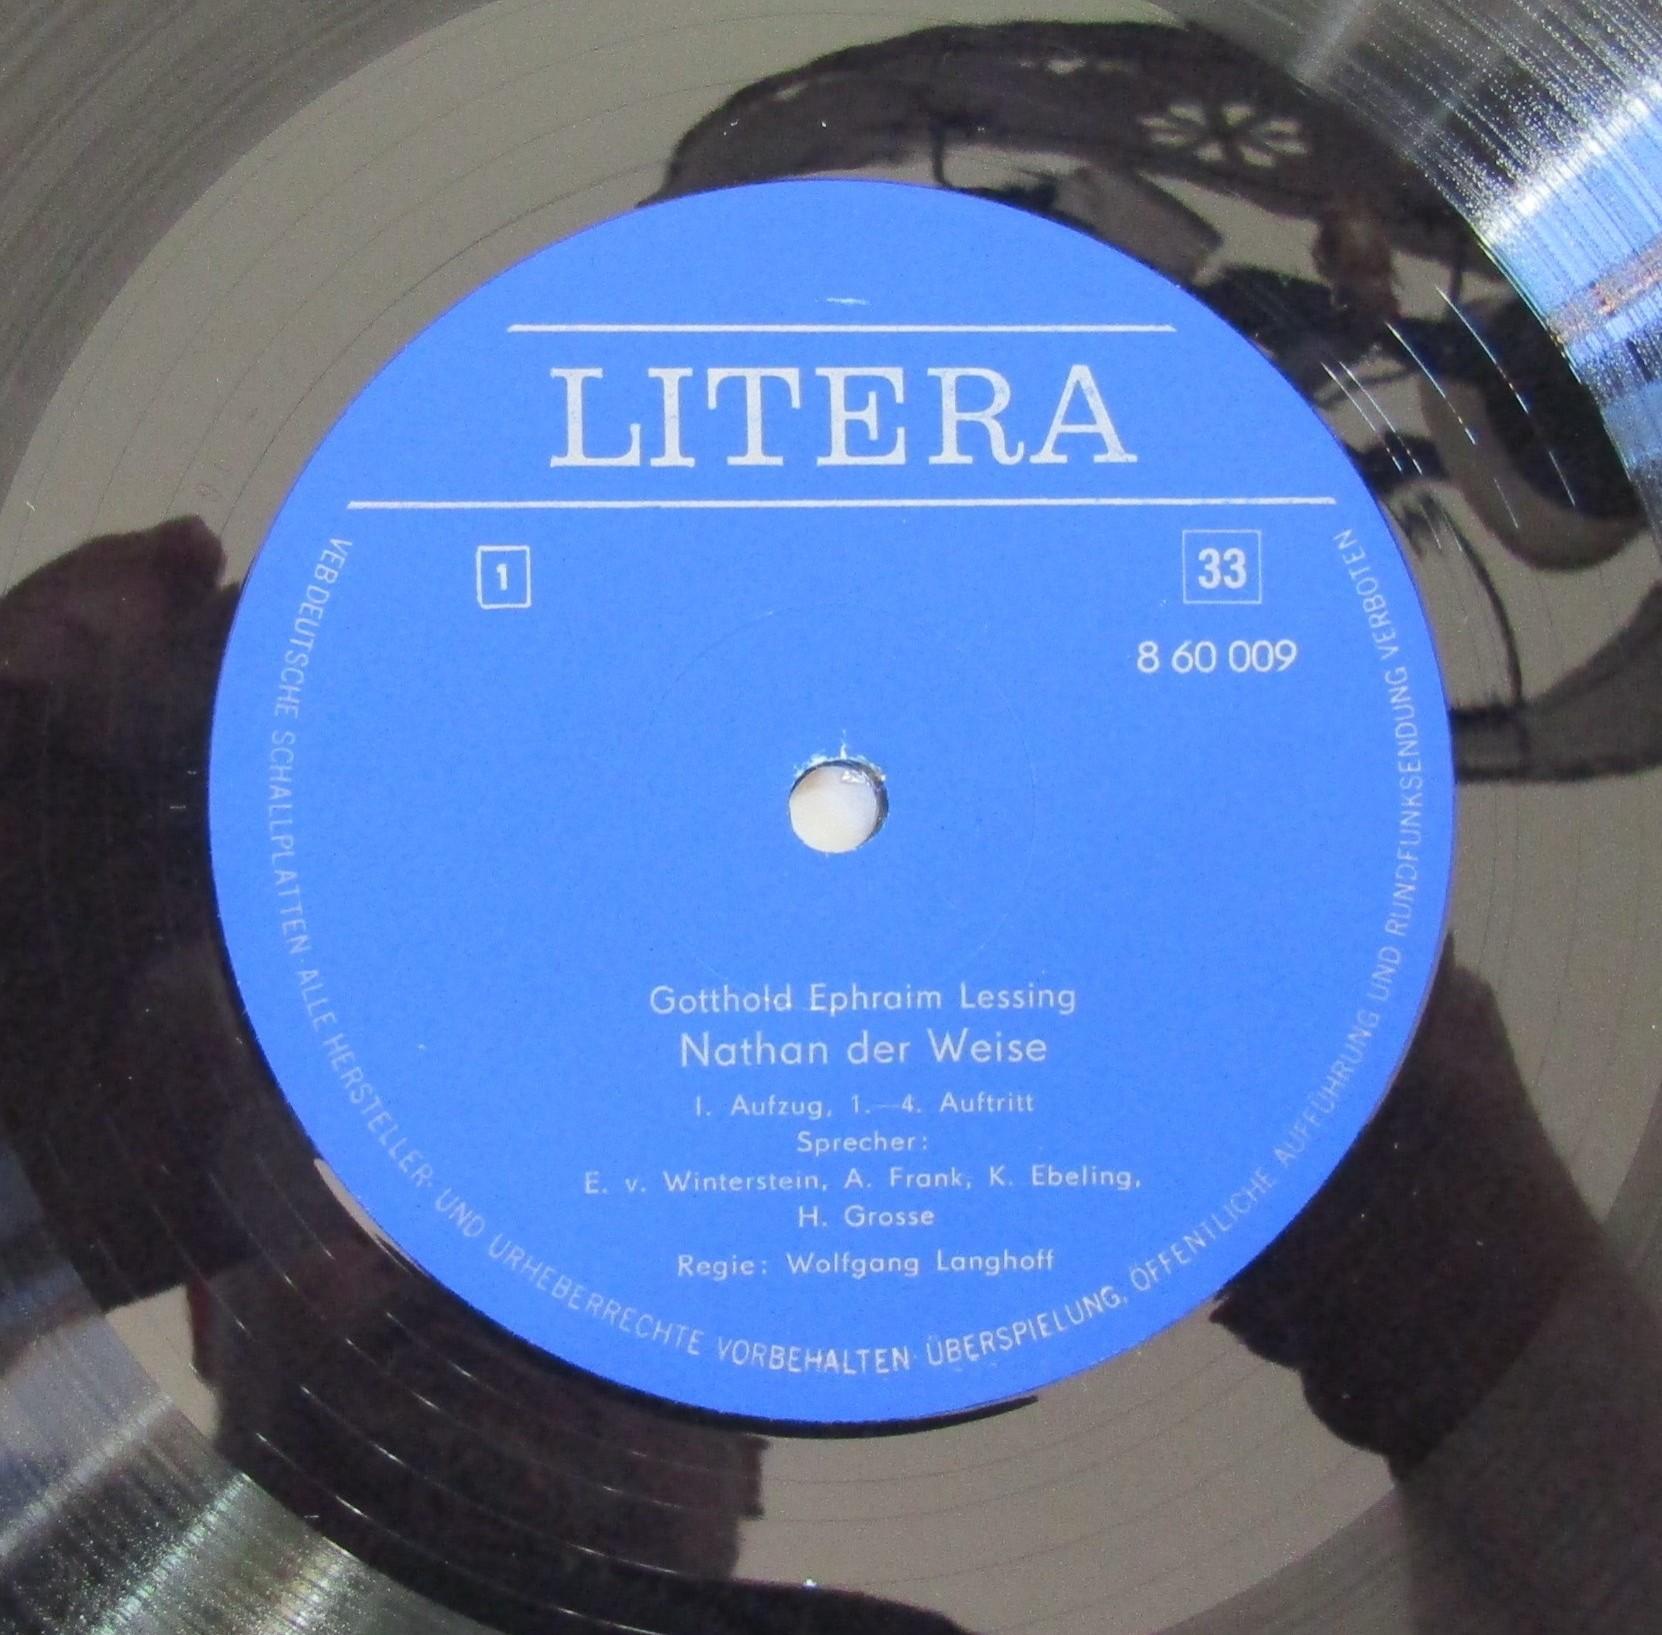 LITERA
1
33
8 60 009
Gotthold Ephraim Lessing
Nathan der Weise
I. Aufzug, 1.—4. Auftritt
Sprecher:
E. v. Winterstein, A. Frank, K. Ebeling,
H. Grosse
Regie: Wolfgang Langhoff
VEB DEUTSCHE SCHALLPLATTEN · ALLE HERSTELLER- UND URHEBERRECHTE VORBEHALTEN · ÜBERSPIELUNG, ÖFFENTLICHE AUFFÜHRUNG UND RUNDFUNKSENDUNG VERBOTEN